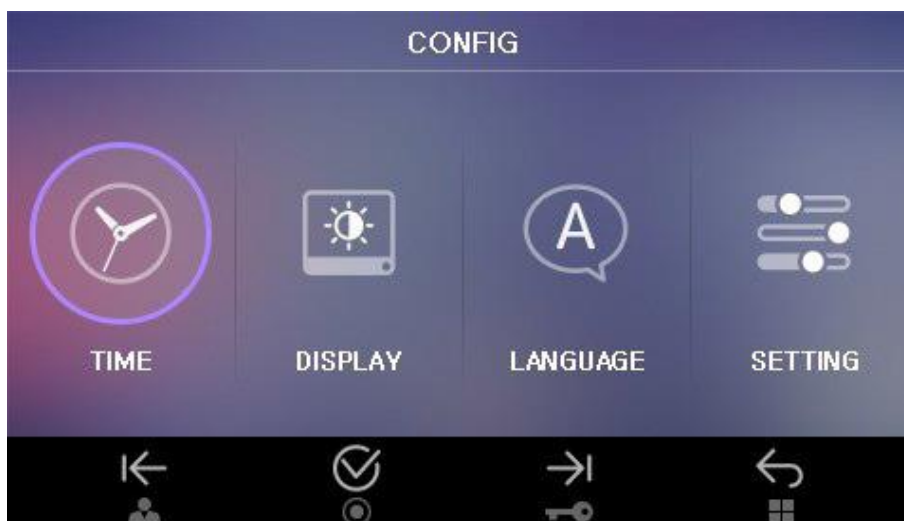 CONFIG
A
TIME
DISPLAY
LANGUAGE
SETTING